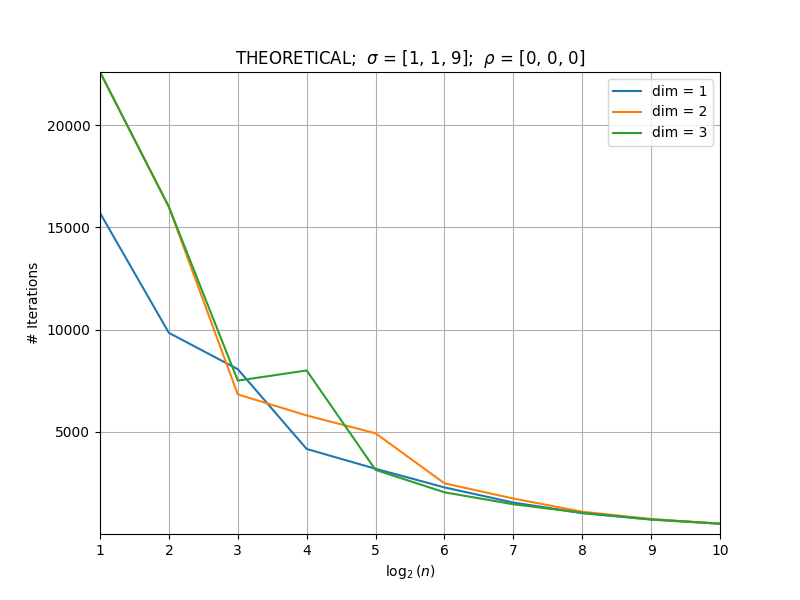 THEORETICAL; σ = [1, 1, 9]; ρ = [0, 0, 0]
dim = 1
dim = 2
dim = 3
# Iterations
20000
15000
10000
5000
1 2 3 4 5 6 7 8 9 10
log₂(n)